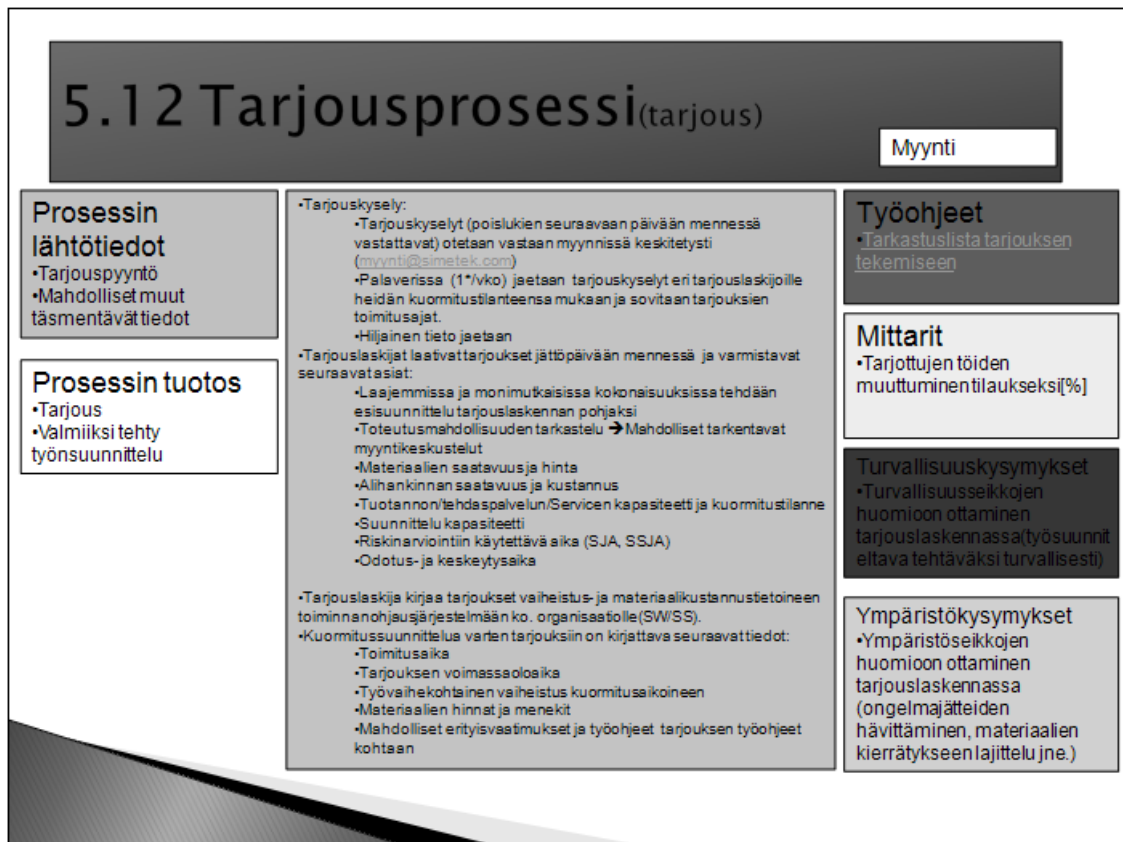 5.12 Tarjousprosessi(tarjous)
Myynti
Prosessin
lähtötiedot
•Tarjouspyyntö
•Mahdolliset muut
täsmentävät tiedot
Prosessin tuotos
•Tarjous
•Valmiiksi tehty
työnsuunnittelu
•Tarjouskysely:
•Tarjouskyselyt (poislukien seuraavaan päivään mennessä
vastattavat) otetaan vastaan myynnissä keskitetysti
(myynti@simetek.com)
•Palaverissa (1*/vko) jaetaan tarjouskyselyt eri tarjouslaskijoille
heidän kuormitustilanteensa mukaan ja sovitaan tarjouksien
toimitusajat.
•Hiljainen tieto jaetaan
•Tarjouslaskijat laativat tarjoukset jättöpäivään mennessä ja varmistavat
seuraavat asiat:
•Laajemmissa ja monimutkaisissa kokonaisuuksissa tehdään
esisuunnittelu tarjouslaskennan pohjaksi
•Toteutusmahdollisuuden tarkastelu ➔Mahdolliset tarkentavat
myyntikeskustelut
•Materiaalien saatavuus ja hinta
•Alihankinnan saatavuus ja kustannus
•Tuotannon/tehdaspalvelun/Servicen kapasiteetti ja kuormitustilanne
•Suunnittelu kapasiteetti
•Riskinarviointiin käytettävä aika (SJA, SSJA)
•Odotus- ja keskeytysaika
•Tarjouslaskija kirjaa tarjoukset vaiheistus- ja materiaalikustannustietoineen
toiminnanohjausjärjestelmään ko. organisaatiolle(SW/SS).
•Kuormitussuunnittelua varten tarjouksiin on kirjattava seuraavat tiedot:
•Toimitusaika
•Tarjouksen voimassaoloaika
•Työvaihekohtainen vaiheistus kuormitusaikoineen
•Materiaalien hinnat ja menekit
•Mahdolliset erityisvaatimukset ja työohjeet tarjouksen työohjeet
kohtaan
Työohjeet
•Tarkastuslista tarjouksen
tekemiseen
Mittarit
•Tarjottujen töiden
muuttuminen tilaukseksi[%]
Turvallisuuskysymykset
•Turvallisuusseikkojen
huomioon ottaminen
tarjouslaskennassa(työsuunnit
eltava tehtäväksi turvallisesti)
Ympäristökysymykset
•Ympäristöseikkojen
huomioon ottaminen
tarjouslaskennassa
(ongelmajätteiden
hävittäminen, materiaalien
kierrätykseen lajittelu jne.)